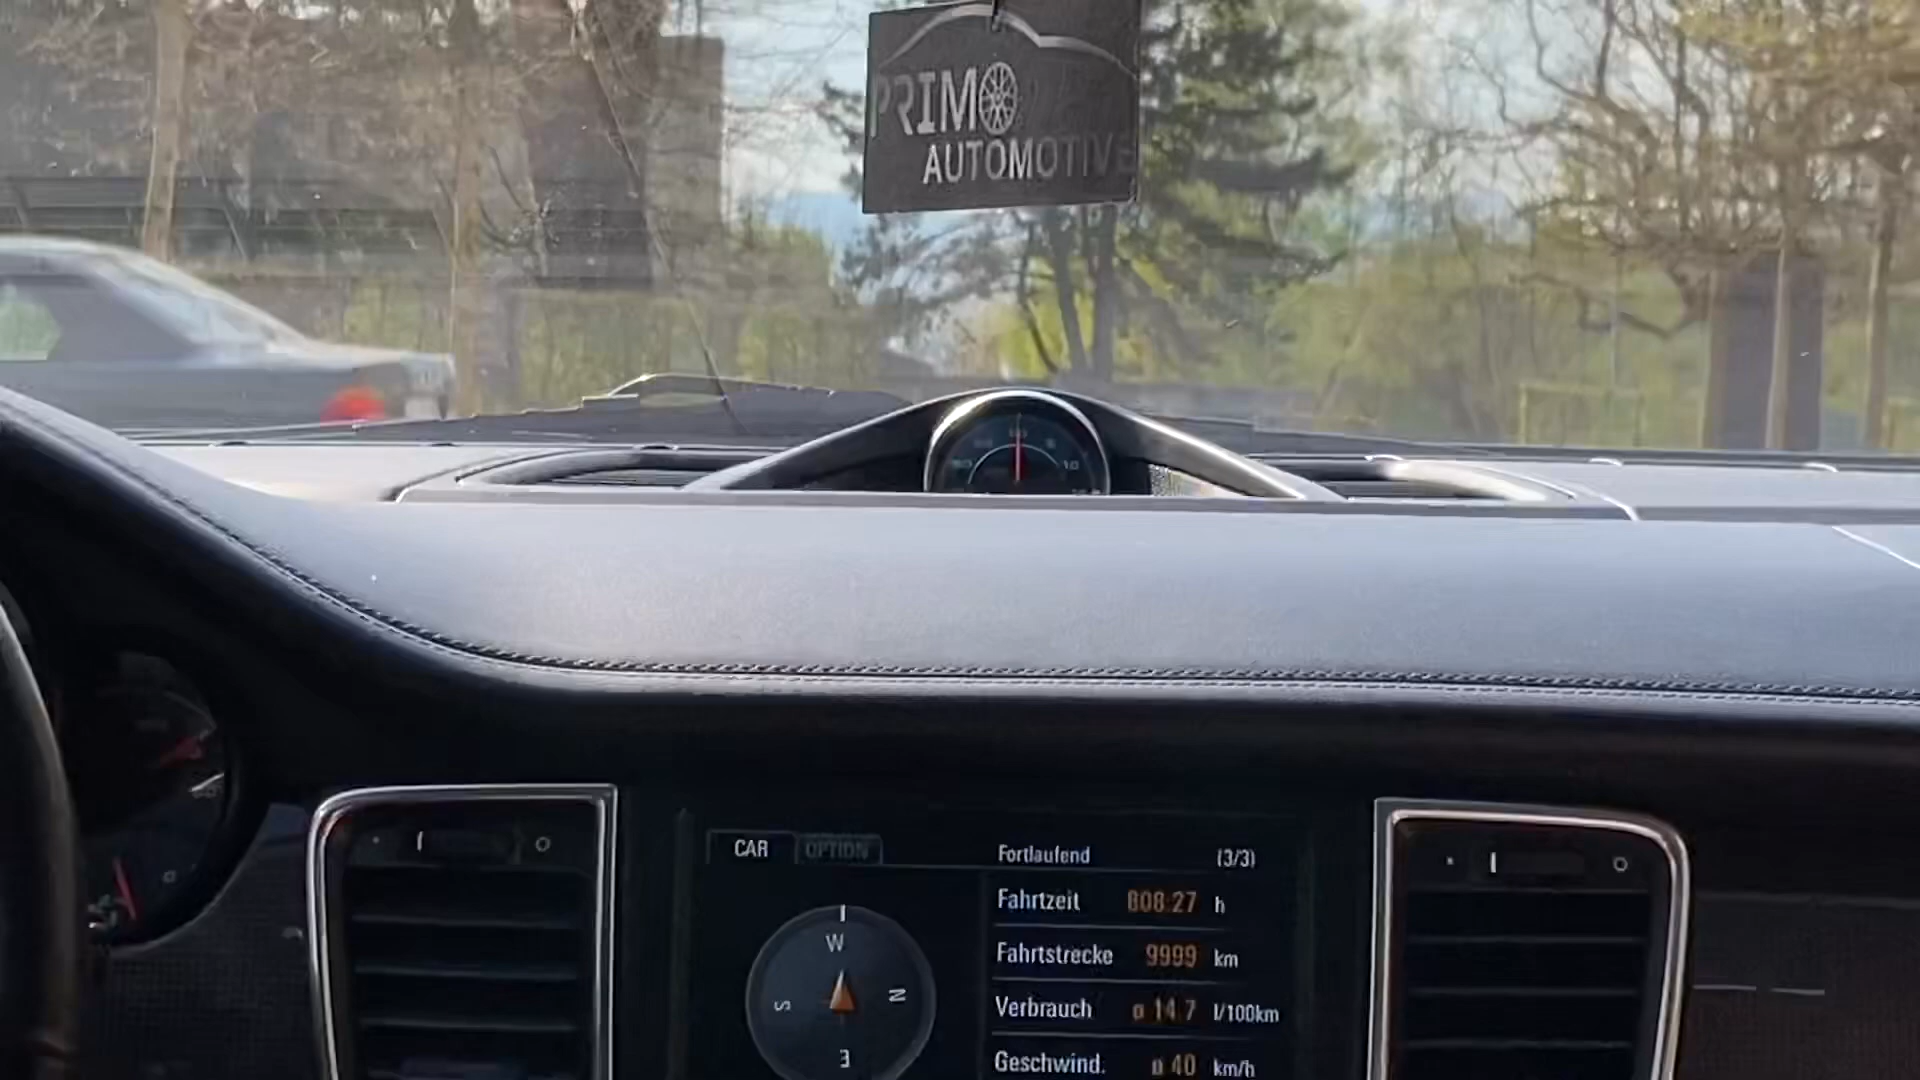 PRIMO
AUTOMOTIVE
CAR
OPTION
Fortlaufend (3/3)
Fahrtzeit 808:27 h
Fahrtstrecke 9999 km
Verbrauch ø 14.7 l/100km
Geschwind. ø 40 km/h
W
S
N
E